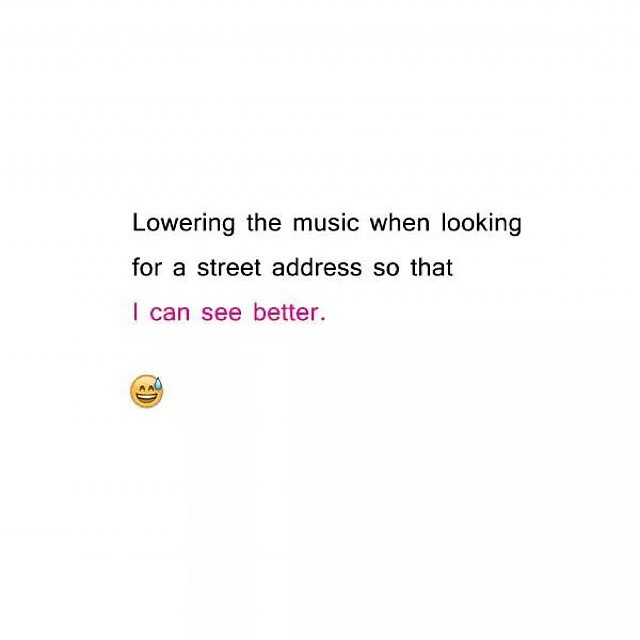 Lowering the music when looking
for a street address so that
I can see better.
😅